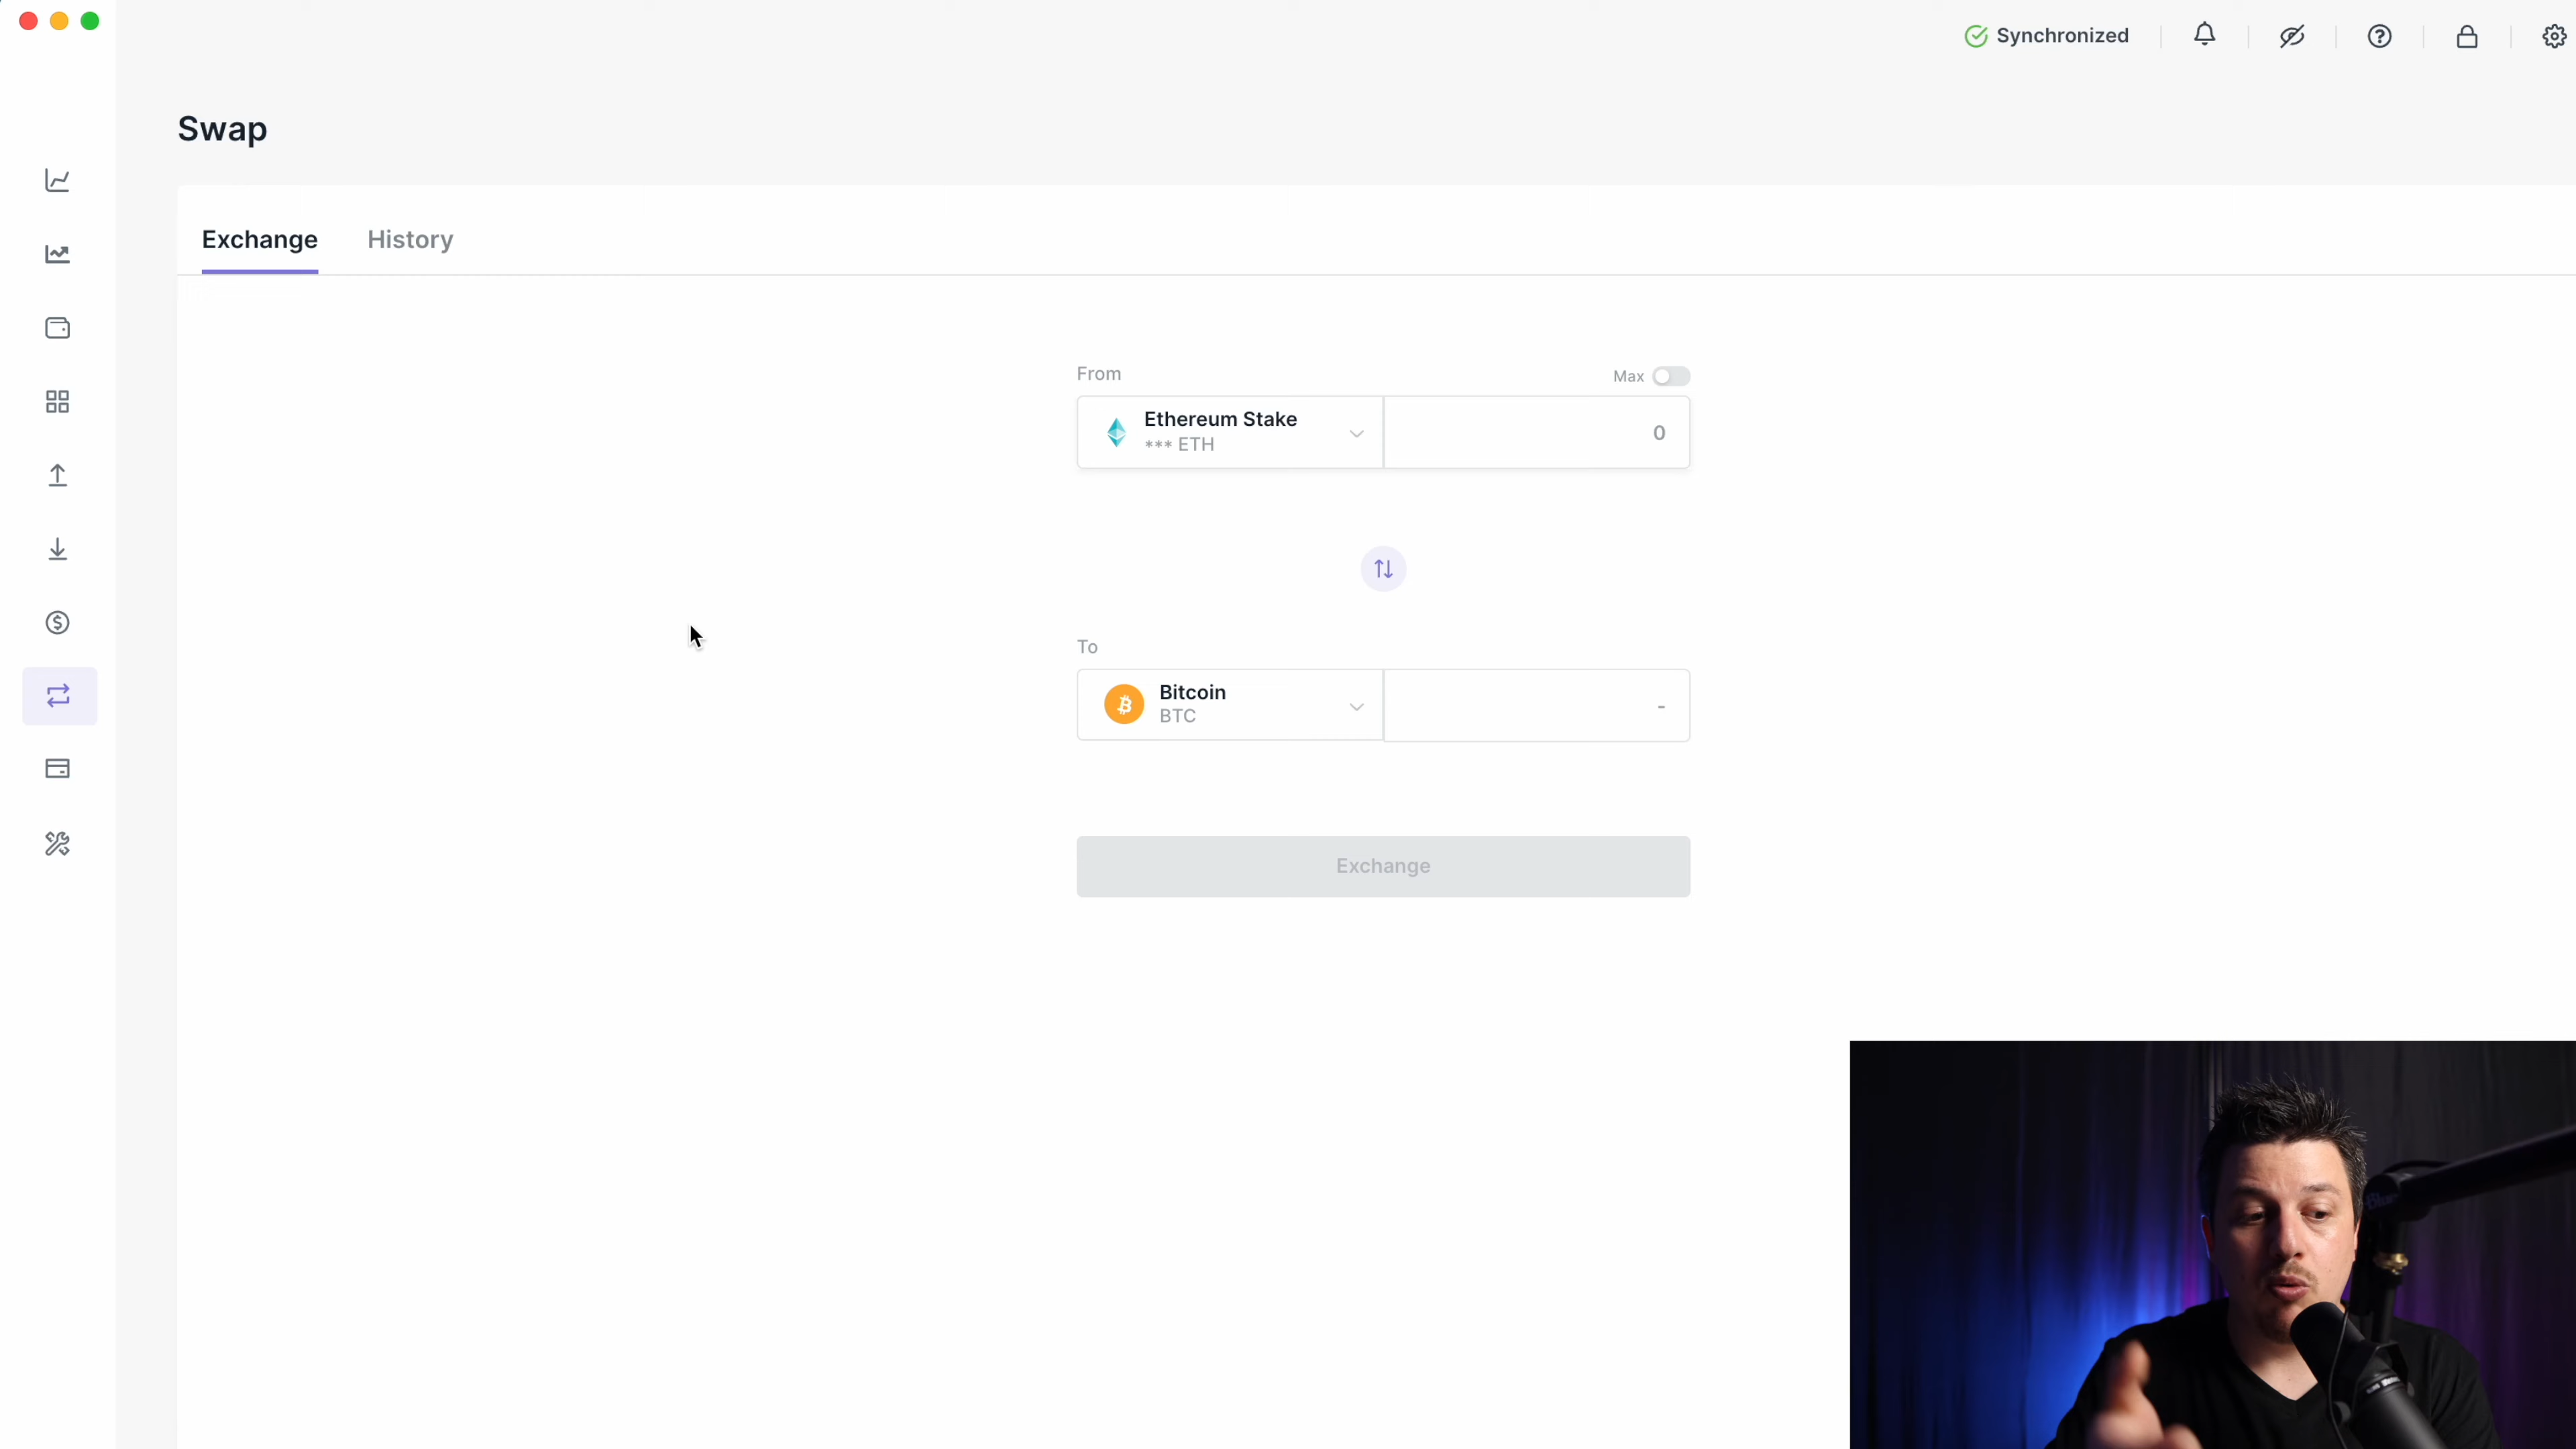 Synchronized
Swap
Exchange
History
From
Max
Ethereum Stake
*** ETH
0
To
Bitcoin
BTC
-
Exchange